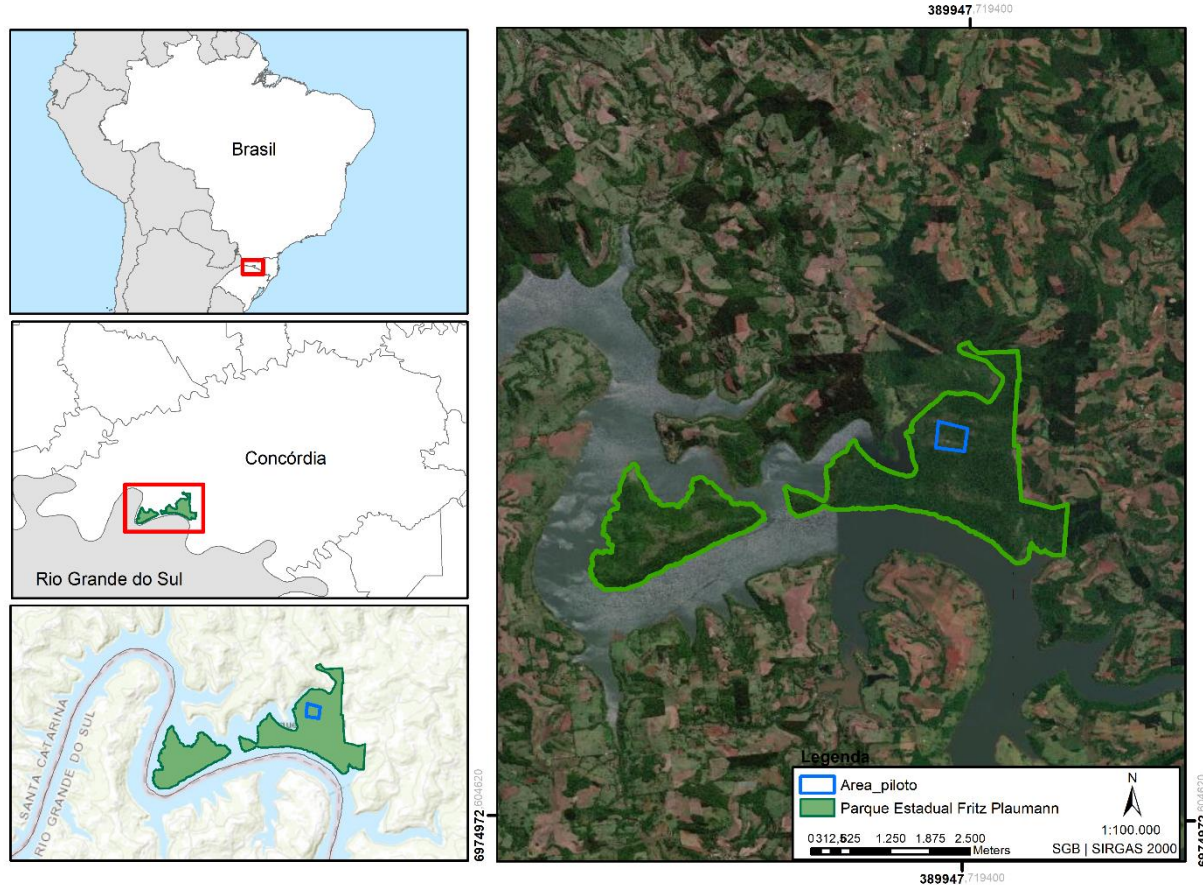 Brasil
Concórdia
Rio Grande do Sul
SANTA CATARINA
RIO GRANDE DO SUL
389947,719400
6974972,604620
Legenda
Area_piloto
Parque Estadual Fritz Plaumann
N
1:100.000
0312,5625 1.250 1.875 2.500
Meters
SGB | SIRGAS 2000
6974972,604620
389947,719400